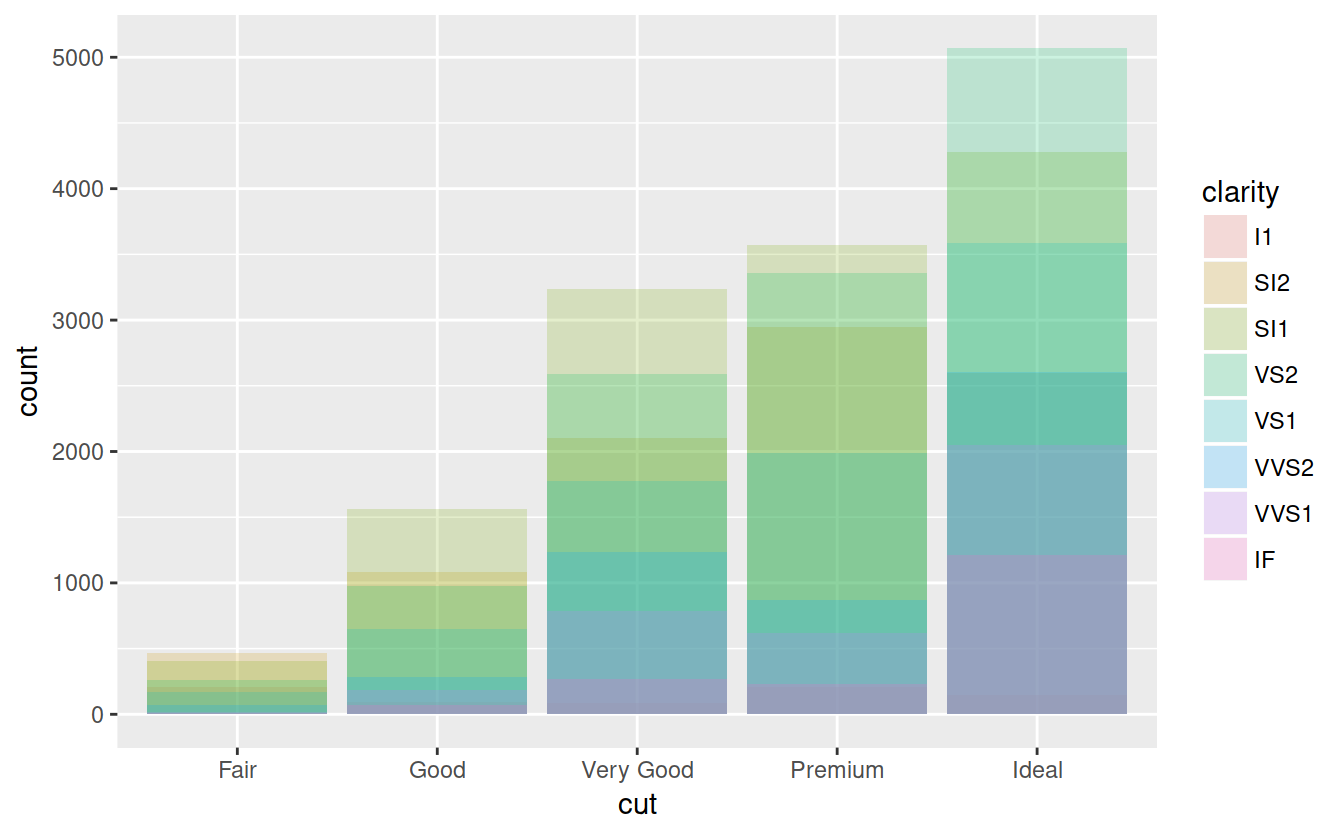 5000
4000
3000
2000
1000
0
count
Fair Good Very Good Premium Ideal
cut
clarity
I1
SI2
SI1
VS2
VS1
VVS2
VVS1
IF